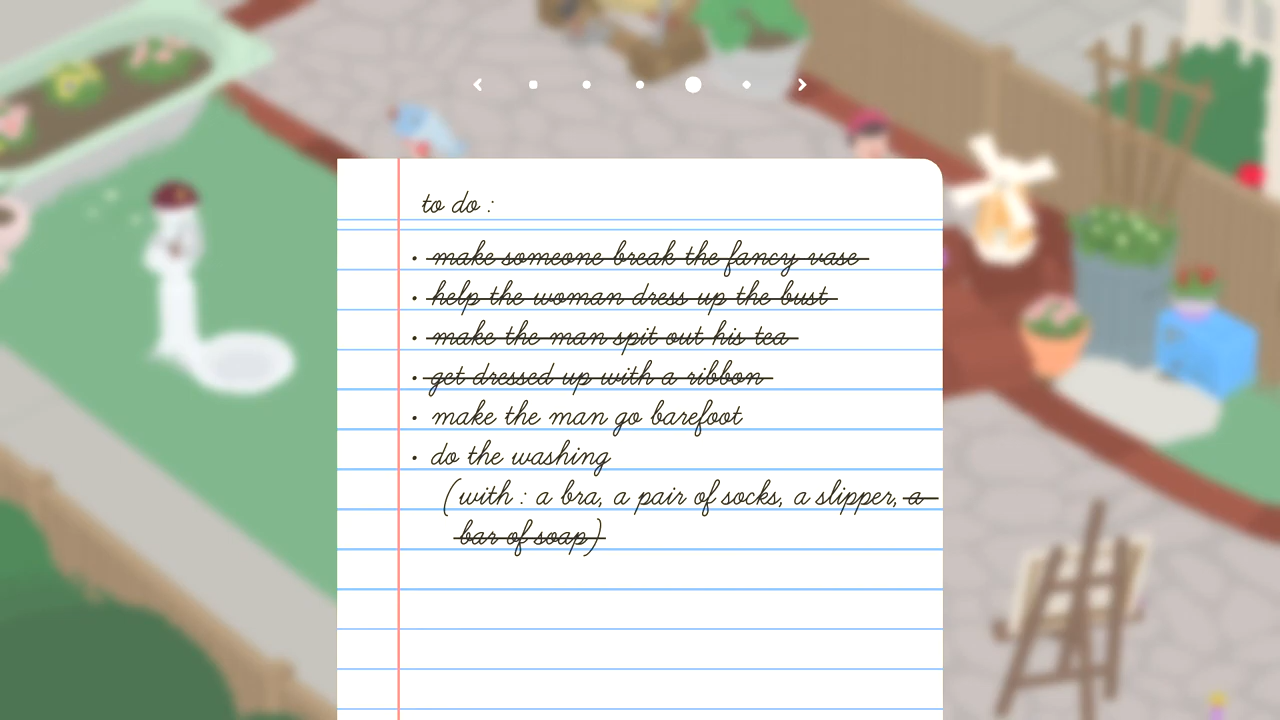 to do :
• make someone break the fancy vase
• help the woman dress up the bust
• make the man spit out his tea
• get dressed up with a ribbon
• make the man go barefoot
• do the washing
(with : a bra, a pair of socks, a slipper, a
bar of soap)